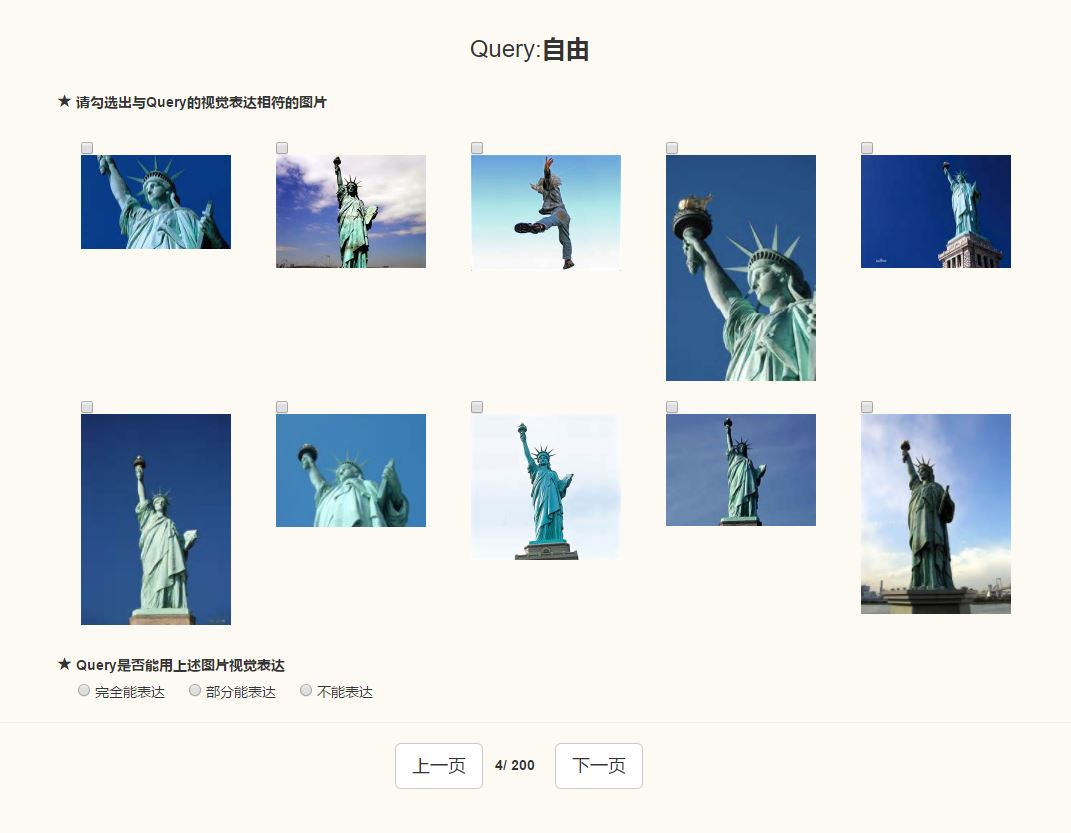 Query:自由
★ 请勾选出与Query的视觉表达相符的图片
★ Query是否能用上述图片视觉表达
完全能表达 部分能表达 不能表达
上一页 4/ 200 下一页